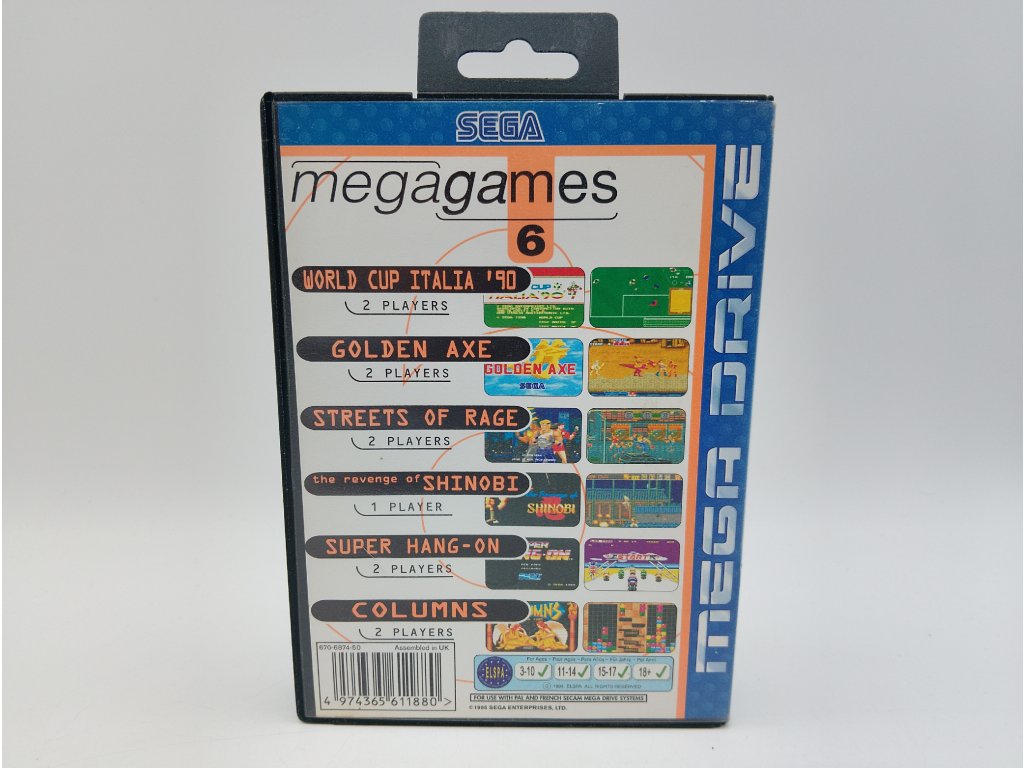 SEGA
megagames
6
WORLD CUP ITALIA '90
2 PLAYERS
GOLDEN AXE
2 PLAYERS
GOLDEN AXE
SEGA
STREETS OF RAGE
2 PLAYERS
the revenge of SHINOBI
1 PLAYER
SHINOBI
SUPER HANG-ON
2 PLAYERS
COLUMNS
2 PLAYERS
MEGA DRIVE
670-6874-50 Assembled in UK
4 974365 611880 >
ELSPA
3-10 11-14 15-17 18+
FOR USE WITH PAL AND FRENCH SECAM MEGA DRIVE SYSTEMS
©1996 SEGA ENTERPRISES, LTD.